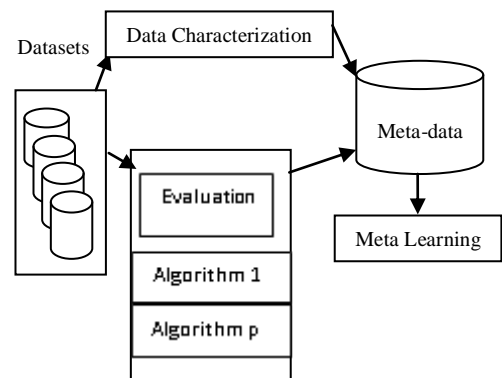 Data Characterization
Datasets
Meta-data
Evaluation
Meta Learning
Algorithm 1
Algorithm p